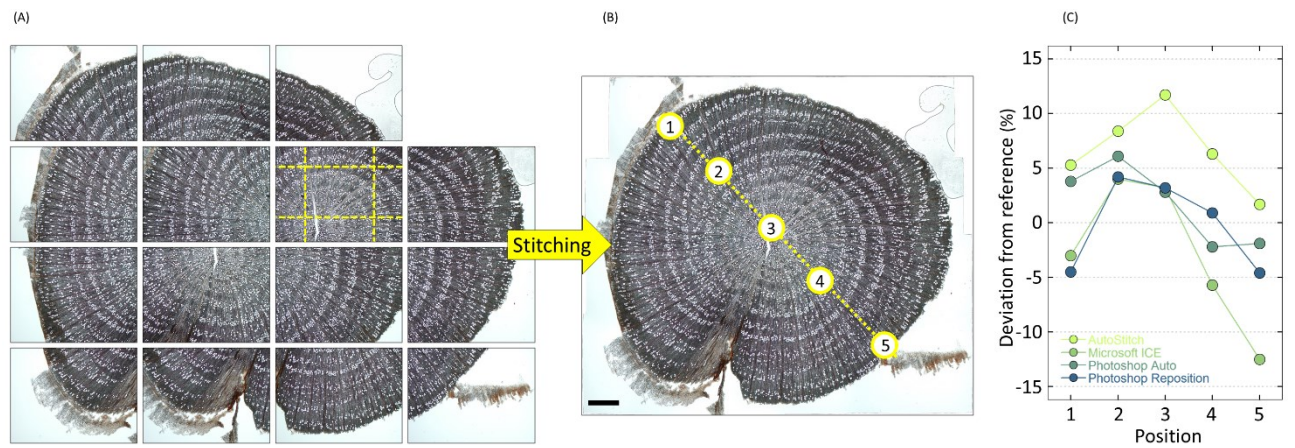 (A)
(B)
(C)
Stitching
1
2
3
4
5
Deviation from reference (%)
15
10
5
0
-5
-10
-15
AutoStitch
Microsoft ICE
Photoshop Auto
Photoshop Reposition
1 2 3 4 5
Position